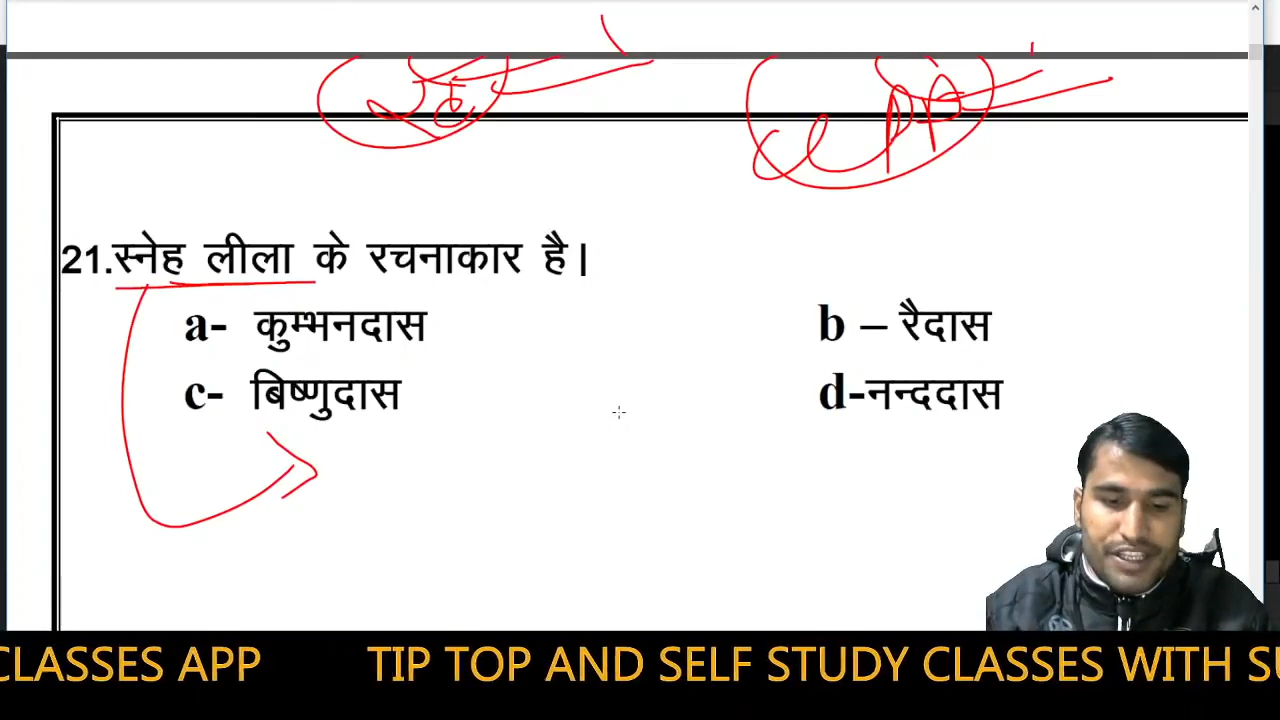 21.स्नेह लीला के रचनाकार है।
a- कुम्भनदास
b – रैदास
c- बिष्णुदास
d-नन्ददास
CLASSES APP TIP TOP AND SELF STUDY CLASSES WITH SU